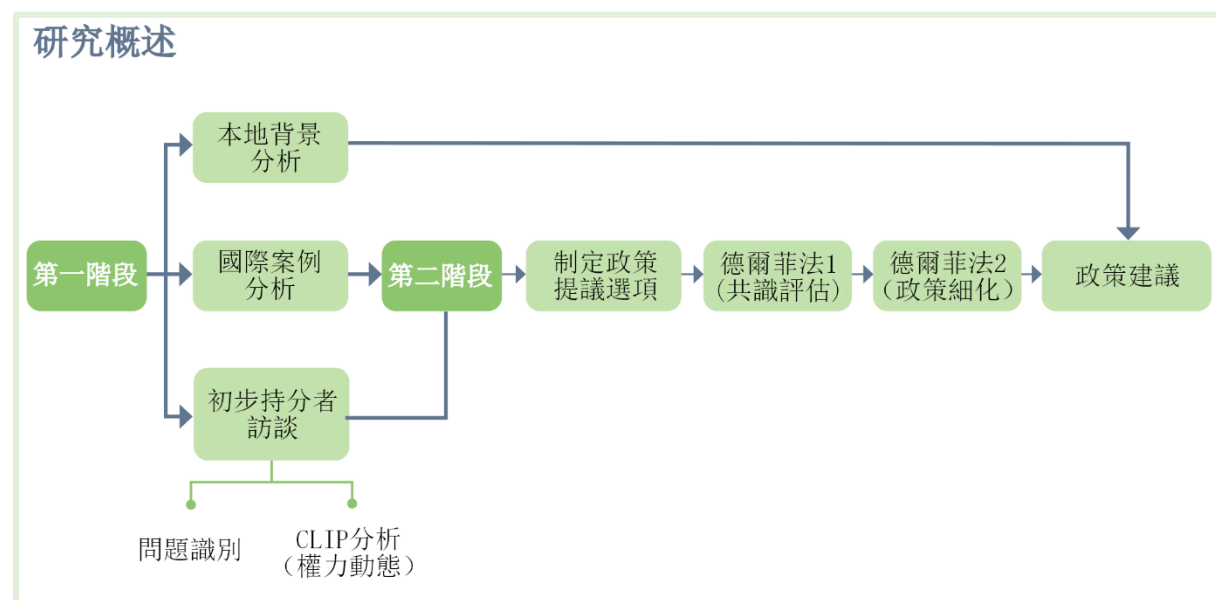 研究概述
本地背景
分析
第一階段
國際案例
分析
第二階段
制定政策
提議選項
德爾菲法1
(共識評估)
德爾菲法2
（政策細化）
政策建議
初步持分者
訪談
問題識別
CLIP分析
（權力動態）